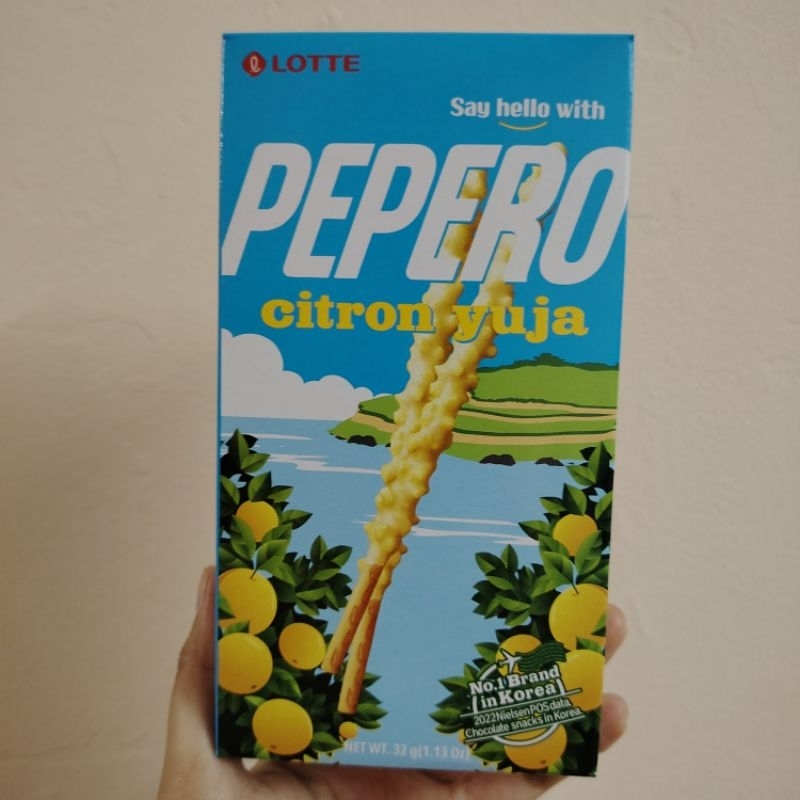 LOTTE
Say hello with
PEPERO
citron yuja
No.1 Brand
in Korea
2022 Nielsen POS data,
Chocolate snacks in Korea.
NET WT. 32 g(1.13 Oz)